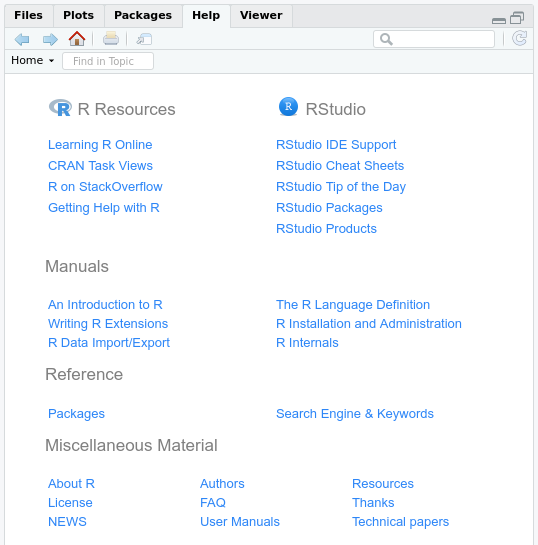 Files Plots Packages Help Viewer
Home Find in Topic
R R Resources R RStudio
Learning R Online RStudio IDE Support
CRAN Task Views RStudio Cheat Sheets
R on StackOverflow RStudio Tip of the Day
Getting Help with R RStudio Packages
RStudio Products
Manuals
An Introduction to R The R Language Definition
Writing R Extensions R Installation and Administration
R Data Import/Export R Internals
Reference
Packages Search Engine & Keywords
Miscellaneous Material
About R Authors Resources
License FAQ Thanks
NEWS User Manuals Technical papers